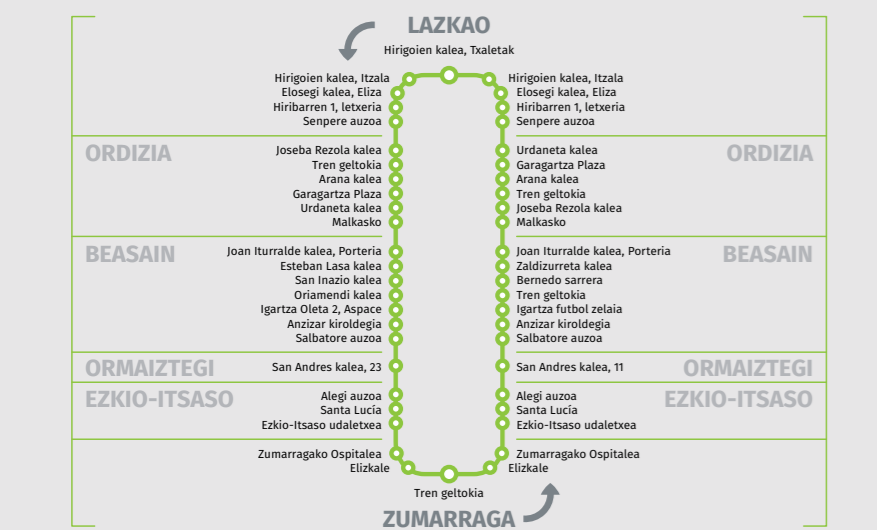 LAZKAO
Hirigoien kalea, Txaletak
Hirigoien kalea, Itzala
Elosegi kalea, Eliza
Hiribarren 1, letxeria
Senpere auzoa
ORDIZIA
Joseba Rezola kalea
Tren geltokia
Arana kalea
Garagartza Plaza
Urdaneta kalea
Malkasko
BEASAIN
Joan Iturralde kalea, Porteria
Esteban Lasa kalea
San Inazio kalea
Oriamendi kalea
Igartza Oleta 2, Aspace
Anzizar kiroldegia
Salbatore auzoa
ORMAIZTEGI
San Andres kalea, 23
EZKIO-ITSASO
Alegi auzoa
Santa Lucía
Ezkio-Itsaso udaletxea
Zumarragako Ospitalea
Elizkale
Hirigoien kalea, Itzala
Elosegi kalea, Eliza
Hiribarren 1, letxeria
Senpere auzoa
ORDIZIA
Urdaneta kalea
Garagartza Plaza
Arana kalea
Tren geltokia
Joseba Rezola kalea
Malkasko
BEASAIN
Joan Iturralde kalea, Porteria
Zaldizurreta kalea
Bernedo sarrera
Tren geltokia
Igartza futbol zelaia
Anzizar kiroldegia
Salbatore auzoa
ORMAIZTEGI
San Andres kalea, 11
EZKIO-ITSASO
Alegi auzoa
Santa Lucía
Ezkio-Itsaso udaletxea
Zumarragako Ospitalea
Elizkale
Tren geltokia
ZUMARRAGA